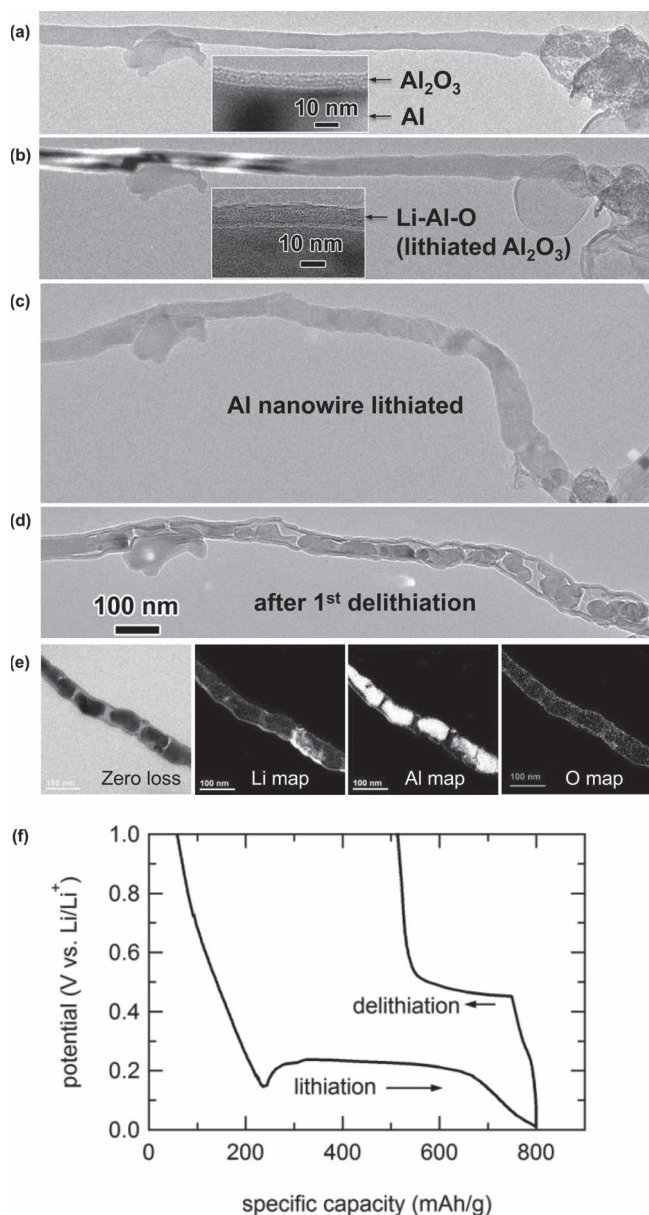 (a)
Al₂O₃
10 nm
Al
(b)
Li-Al-O
(lithiated Al₂O₃)
10 nm
(c)
Al nanowire lithiated
(d)
100 nm
after 1ˢᵗ delithiation
(e)
100 nm
Zero loss
100 nm
Li map
100 nm
Al map
100 nm
O map
(f)
potential (V vs. Li/Li⁺)
1.0
0.8
0.6
0.4
0.2
0.0
delithiation
lithiation
0
200
400
600
800
specific capacity (mAh/g)